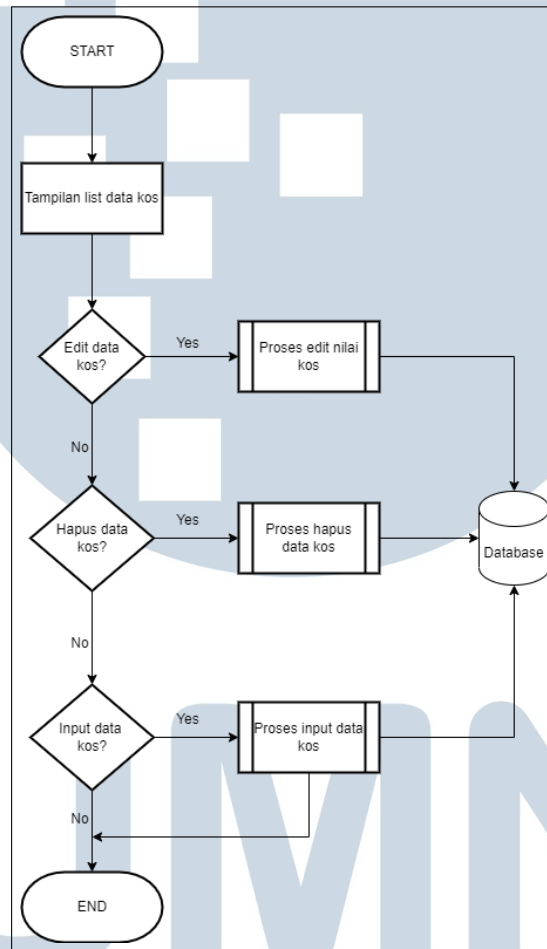 START
Tampilan list data kos
Edit data
kos?
Yes
Proses edit nilai
kos
No
Hapus data
kos?
Yes
Proses hapus
data kos
Database
No
Input data
kos?
Yes
Proses input data
kos
No
END
UMN